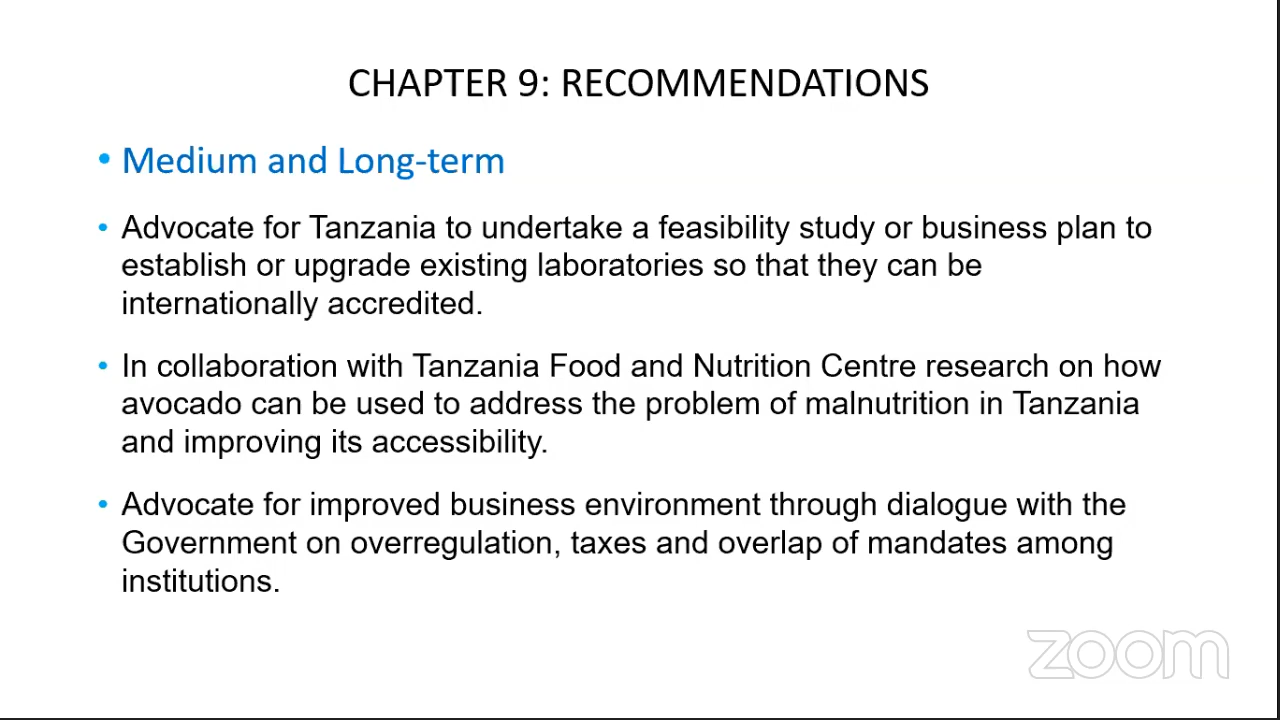 CHAPTER 9: RECOMMENDATIONS
• Medium and Long-term
• Advocate for Tanzania to undertake a feasibility study or business plan to
establish or upgrade existing laboratories so that they can be
internationally accredited.
• In collaboration with Tanzania Food and Nutrition Centre research on how
avocado can be used to address the problem of malnutrition in Tanzania
and improving its accessibility.
• Advocate for improved business environment through dialogue with the
Government on overregulation, taxes and overlap of mandates among
institutions.
zoom